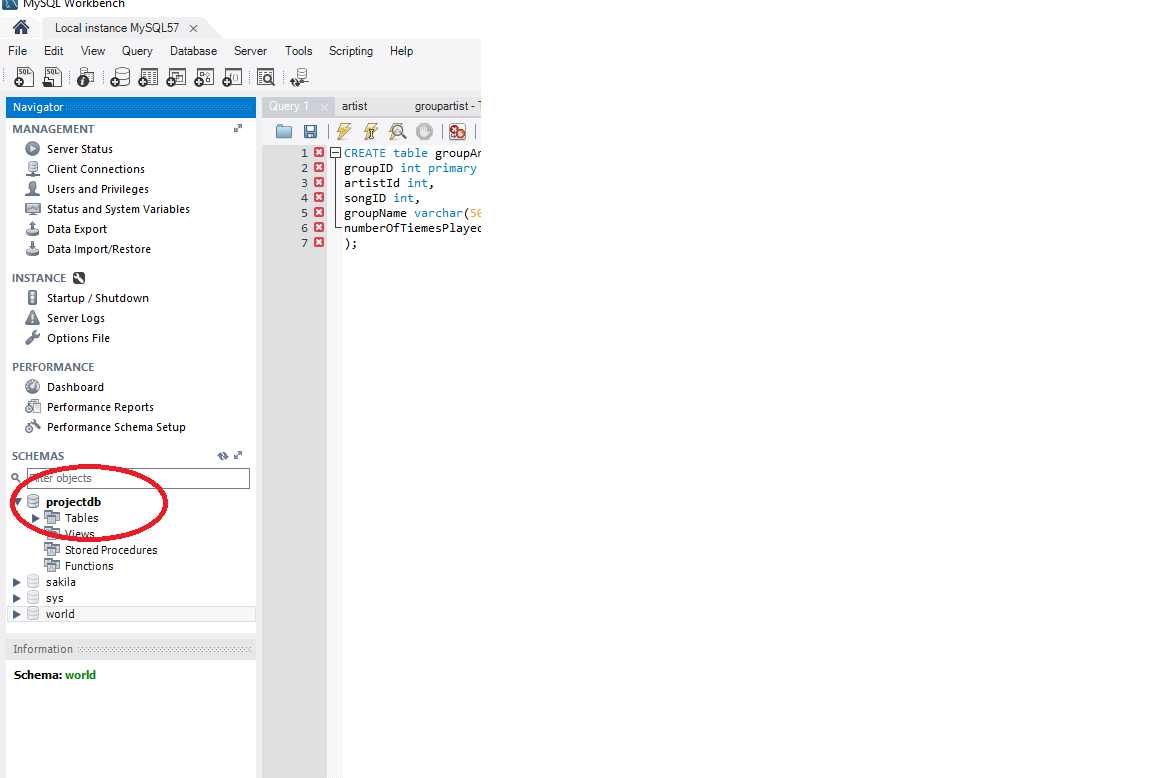 MySQL Workbench
Local instance MySQL57
File Edit View Query Database Server Tools Scripting Help
Navigator
MANAGEMENT
Server Status
Client Connections
Users and Privileges
Status and System Variables
Data Export
Data Import/Restore
INSTANCE
Startup / Shutdown
Server Logs
Options File
PERFORMANCE
Dashboard
Performance Reports
Performance Schema Setup
SCHEMAS
Filter objects
projectdb
Tables
Views
Stored Procedures
Functions
sakila
sys
world
Information
Schema: world
Query 1 artist groupartist -
1 CREATE table groupAr
2 groupID int primary
3 artistId int,
4 songID int,
5 groupName varchar(50
6 numberOfTiemesPlayed
7 );